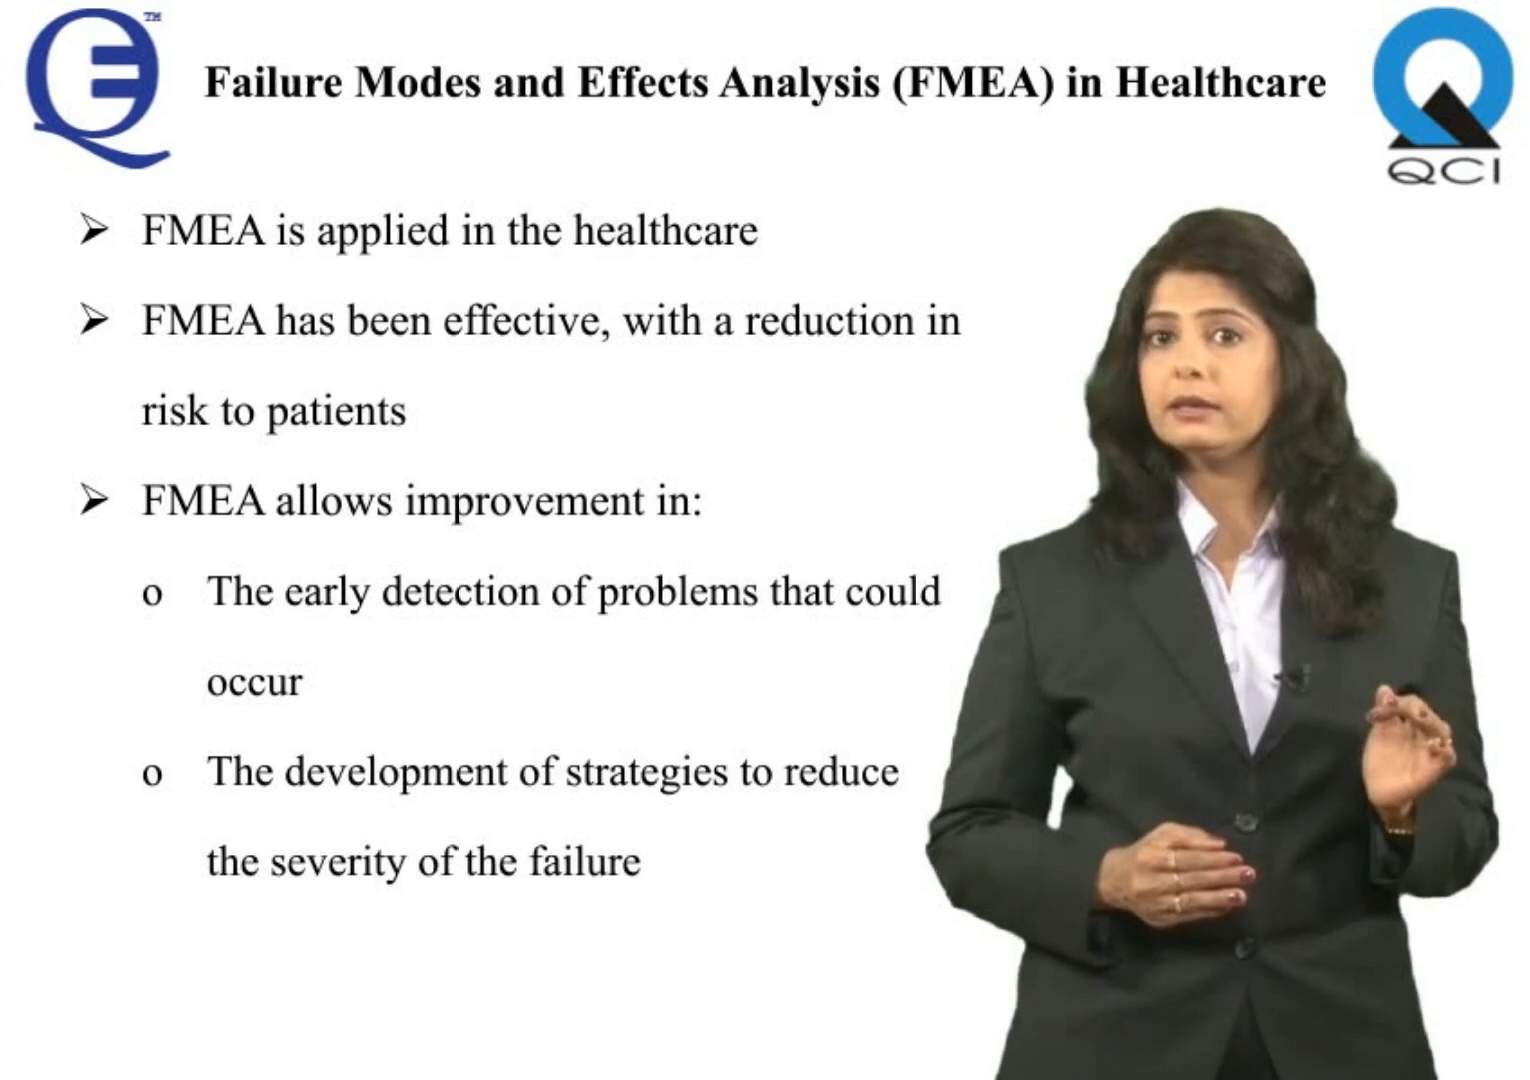 TM
Failure Modes and Effects Analysis (FMEA) in Healthcare
QCI
➢ FMEA is applied in the healthcare
➢ FMEA has been effective, with a reduction in
risk to patients
➢ FMEA allows improvement in:
o The early detection of problems that could
occur
o The development of strategies to reduce
the severity of the failure